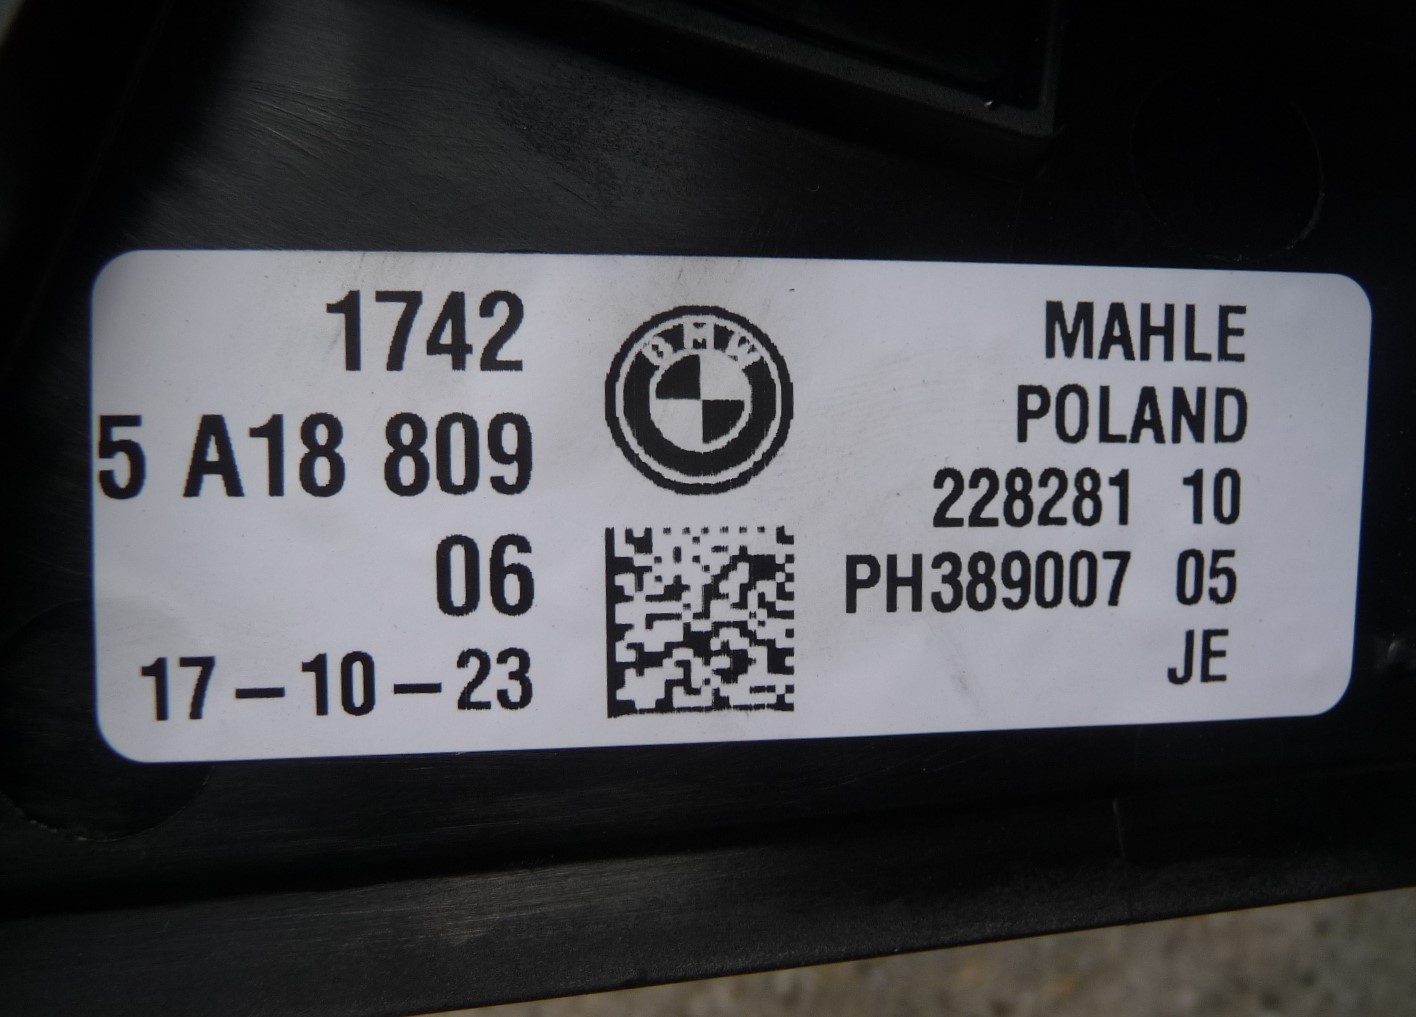 1742
5 A18 809
06
17-10-23
BMW
MAHLE
POLAND
228281 10
PH389007 05
JE